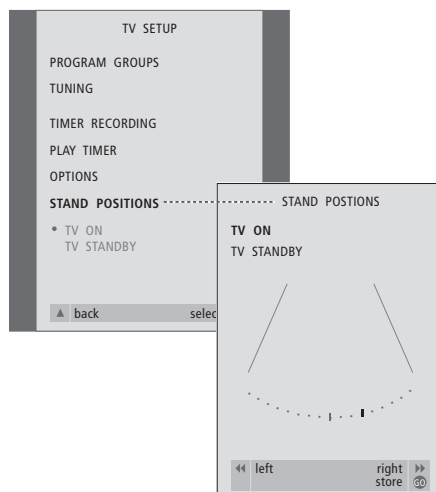 TV SETUP
PROGRAM GROUPS
TUNING
TIMER RECORDING
PLAY TIMER
OPTIONS
STAND POSITIONS
TV ON
TV STANDBY
back selec
STAND POSTIONS
TV ON
TV STANDBY
left right
store GO